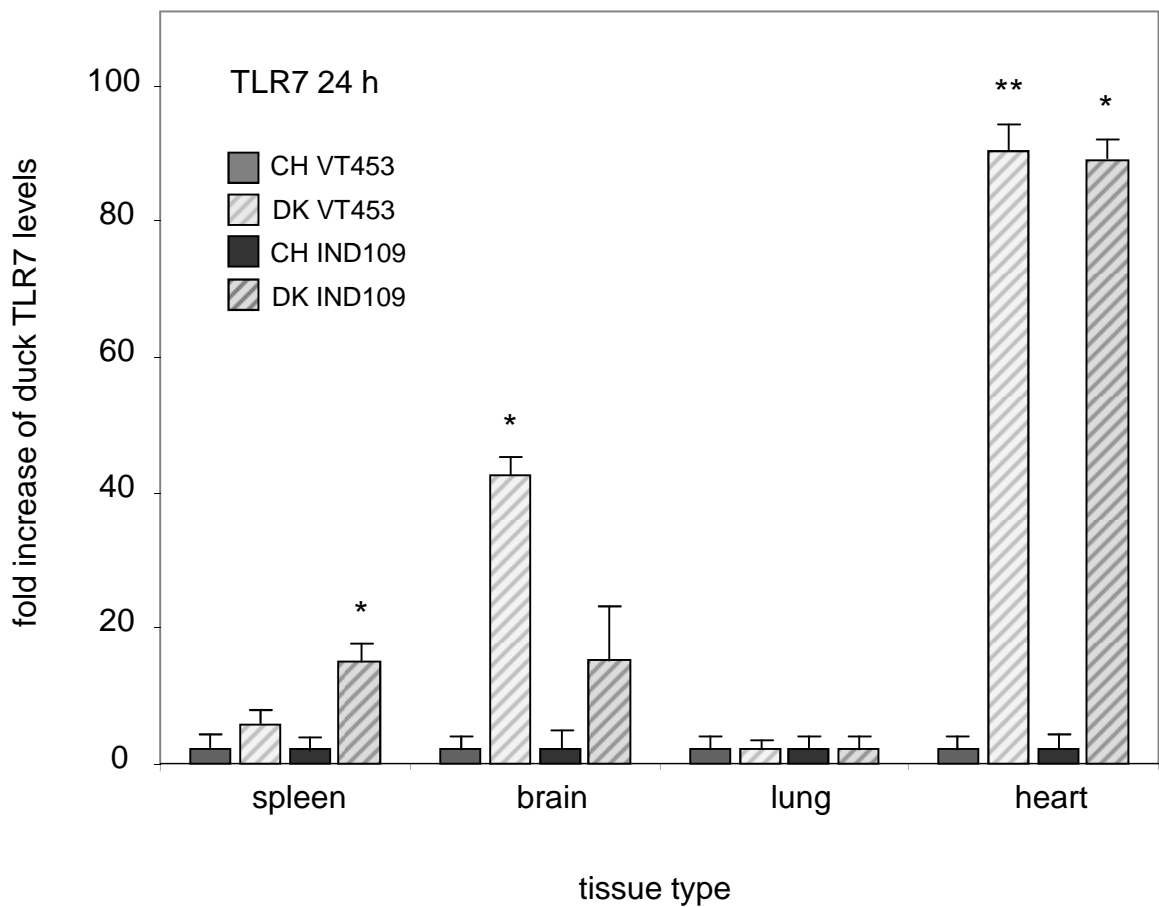 fold increase of duck TLR7 levels
100
80
60
40
20
0
TLR7 24 h
CH VT453
DK VT453
CH IND109
DK IND109
*
*
**
*
spleen brain lung heart
tissue type